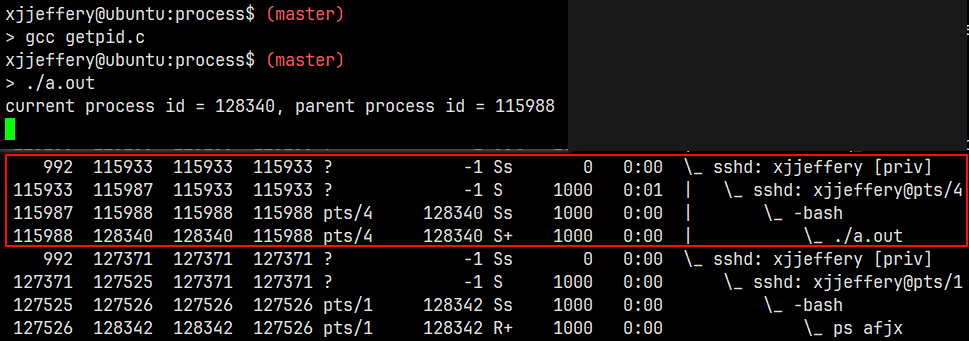 xjjeffery@ubuntu:process$ (master)
> gcc getpid.c
xjjeffery@ubuntu:process$ (master)
> ./a.out
current process id = 128340, parent process id = 115988
992 115933 115933 115933 ? -1 Ss 0 0:00 \_ sshd: xjjeffery [priv]
115933 115987 115933 115933 ? -1 S 1000 0:01 | \_ sshd: xjjeffery@pts/4
115987 115988 115988 115988 pts/4 128340 Ss 1000 0:00 | \_ -bash
115988 128340 128340 115988 pts/4 128340 S+ 1000 0:00 | \_ ./a.out
992 127371 127371 127371 ? -1 Ss 0 0:00 \_ sshd: xjjeffery [priv]
127371 127525 127371 127371 ? -1 S 1000 0:00 \_ sshd: xjjeffery@pts/1
127525 127526 127526 127526 pts/1 128342 Ss 1000 0:00 \_ -bash
127526 128342 128342 127526 pts/1 128342 R+ 1000 0:00 \_ ps afjx